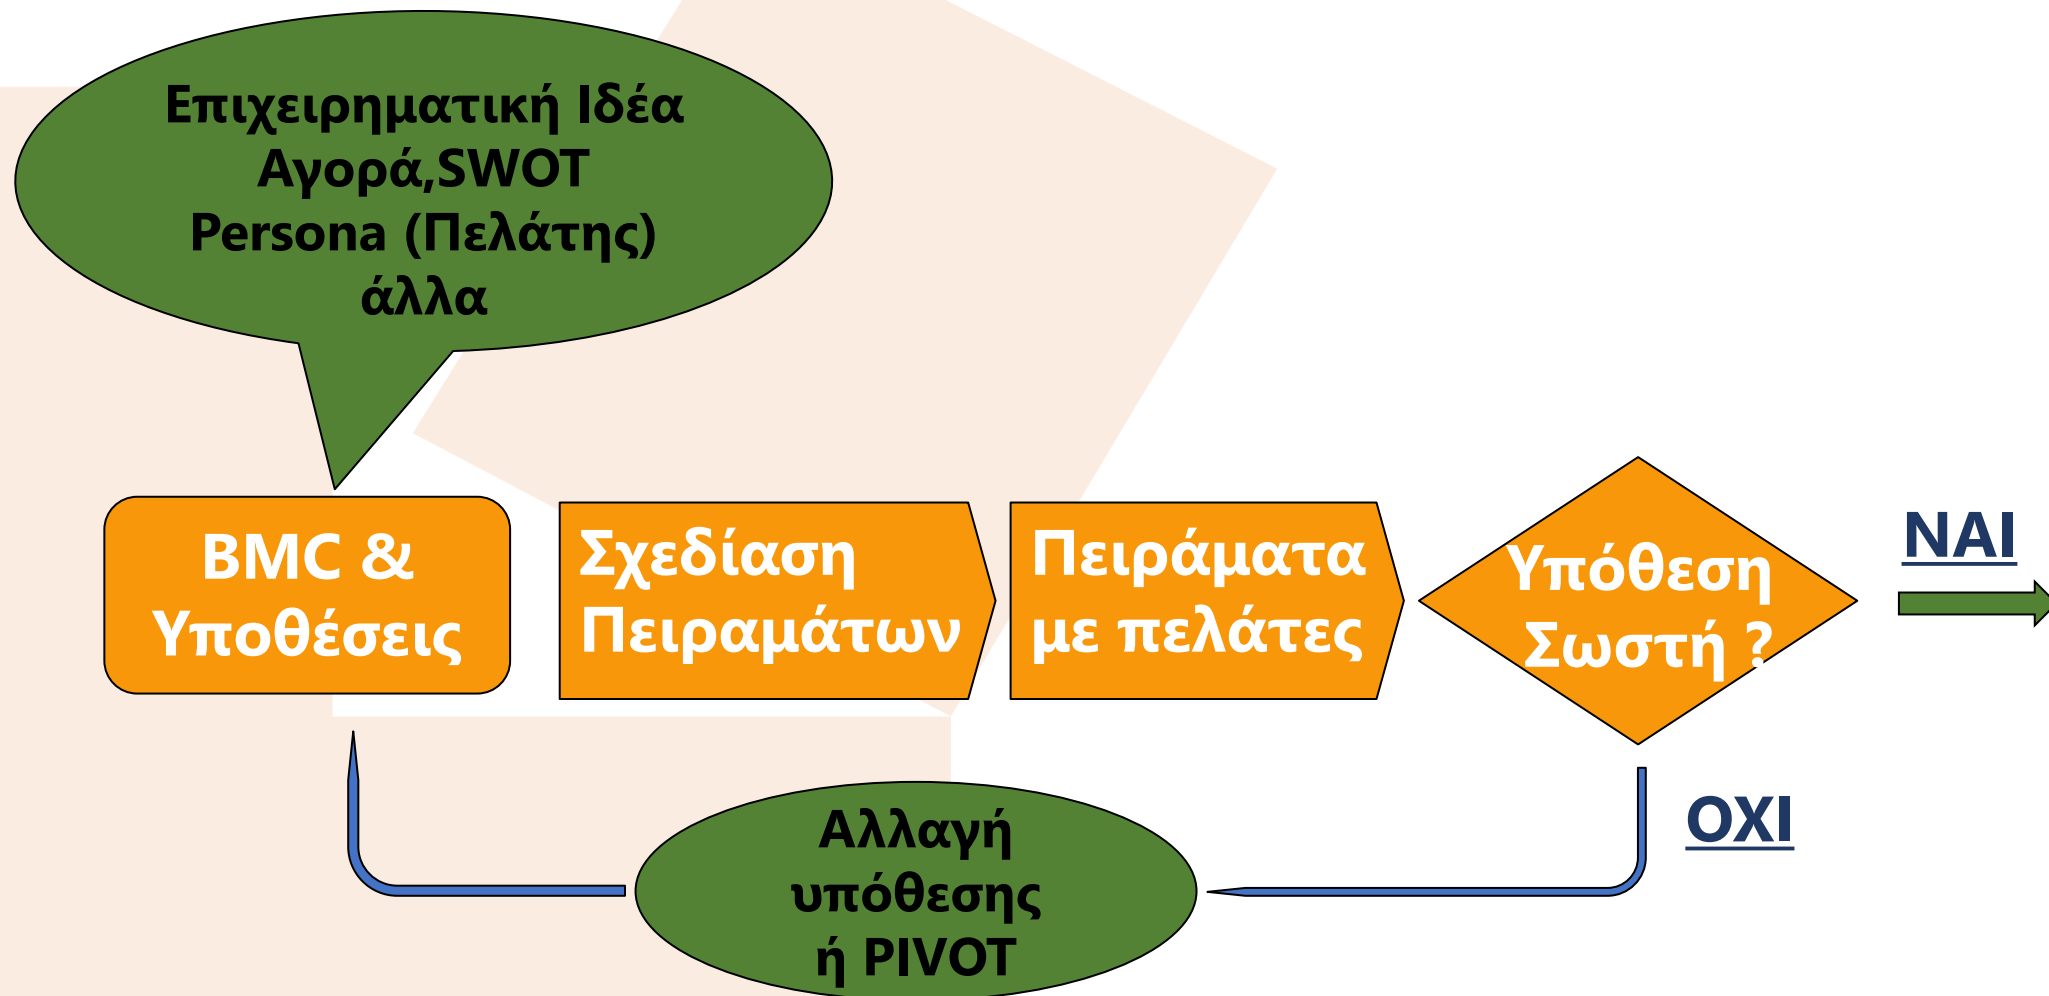 Επιχειρηματική Ιδέα
Αγορά,SWOT
Persona (Πελάτης)
άλλα
BMC &
Υποθέσεις
Σχεδίαση
Πειραμάτων
Πειράματα
με πελάτες
Υπόθεση
Σωστή ?
ΝΑΙ
ΟΧΙ
Αλλαγή
υπόθεσης
ή PIVOT